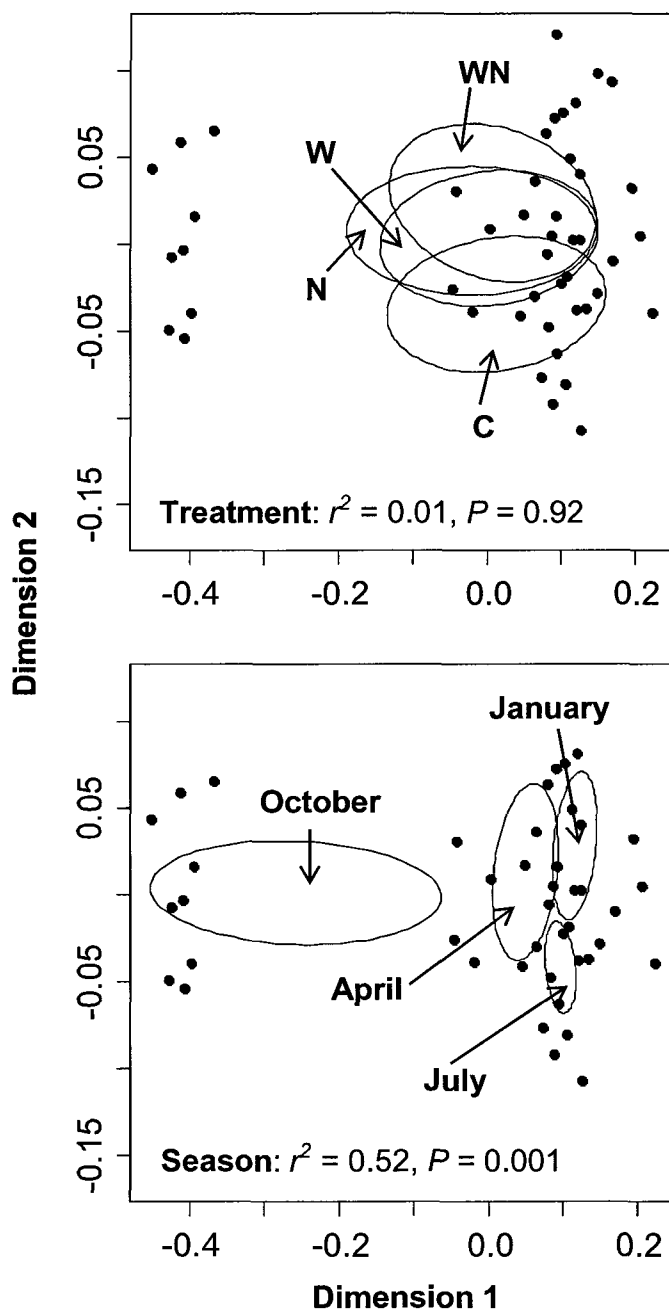 WN
W
N
C
0.05
-0.05
-0.15
Treatment: r² = 0.01, P = 0.92
-0.4 -0.2 0.0 0.2
Dimension 2
January
October
April
July
0.05
-0.05
-0.15
Season: r² = 0.52, P = 0.001
-0.4 -0.2 0.0 0.2
Dimension 1